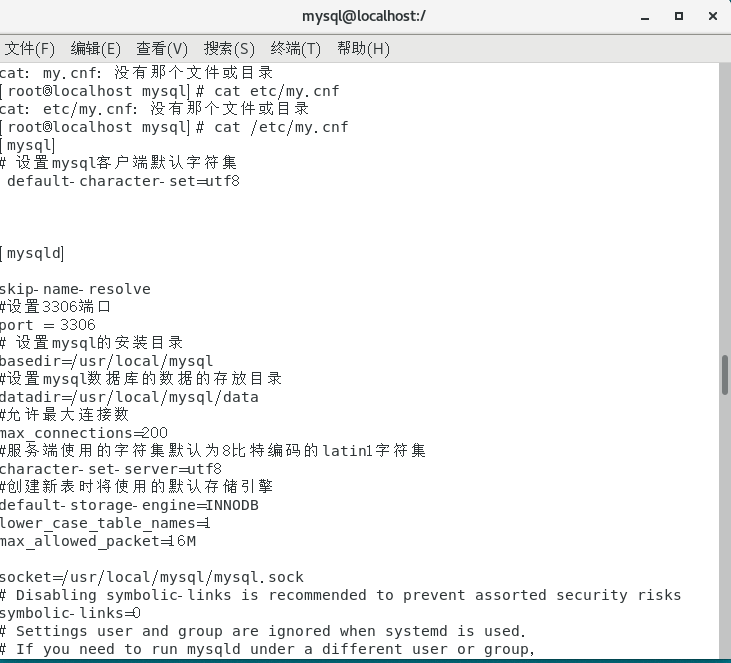 mysql@localhost:/
文件(F) 编辑(E) 查看(V) 搜索(S) 终端(T) 帮助(H)
cat: my.cnf: 没有那个文件或目录
[root@localhost mysql]# cat etc/my.cnf
cat: etc/my.cnf: 没有那个文件或目录
[root@localhost mysql]# cat /etc/my.cnf
[mysql]
# 设置mysql客户端默认字符集
default-character-set=utf8
[mysqld]
skip-name-resolve
#设置3306端口
port = 3306
# 设置mysql的安装目录
basedir=/usr/local/mysql
#设置mysql数据库的数据的存放目录
datadir=/usr/local/mysql/data
#允许最大连接数
max_connections=200
#服务端使用的字符集默认为8比特编码的latin1字符集
character-set-server=utf8
#创建新表时将使用的默认存储引擎
default-storage-engine=INNODB
lower_case_table_names=1
max_allowed_packet=16M
socket=/usr/local/mysql/mysql.sock
# Disabling symbolic-links is recommended to prevent assorted security risks
symbolic-links=0
# Settings user and group are ignored when systemd is used.
# If you need to run mysqld under a different user or group,